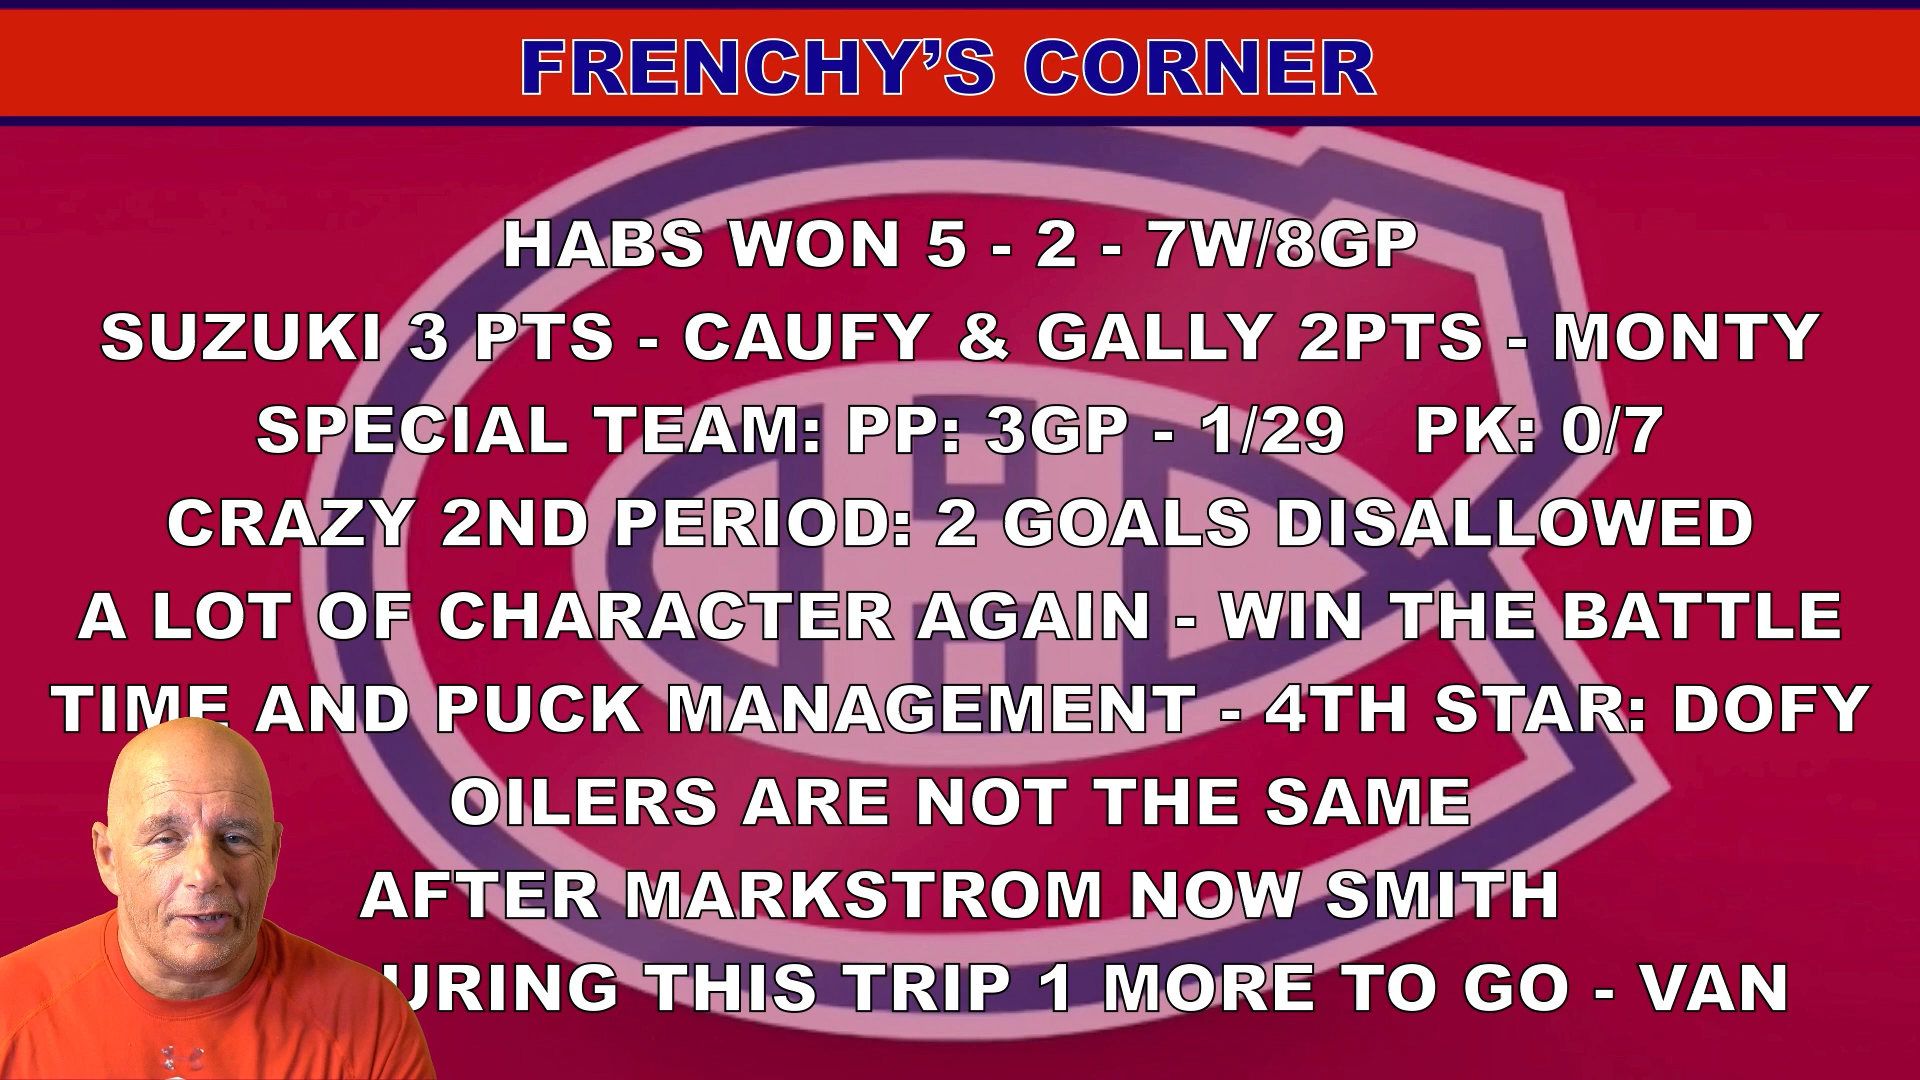 FRENCHY’S CORNER
HABS WON 5 - 2 - 7W/8GP
SUZUKI 3 PTS - CAUFY & GALLY 2PTS - MONTY
SPECIAL TEAM: PP: 3GP - 1/29 PK: 0/7
CRAZY 2ND PERIOD: 2 GOALS DISALLOWED
A LOT OF CHARACTER AGAIN - WIN THE BATTLE
TIME AND PUCK MANAGEMENT - 4TH STAR: DOFY
OILERS ARE NOT THE SAME
AFTER MARKSTROM NOW SMITH
URING THIS TRIP 1 MORE TO GO - VAN